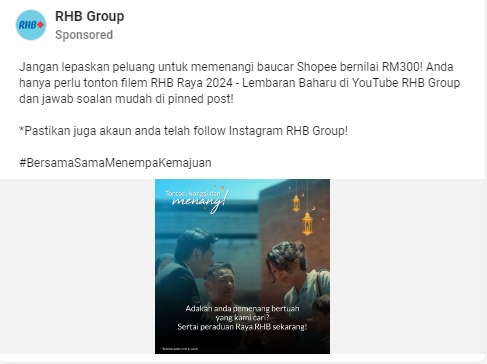 RHB
RHB Group
Sponsored
Jangan lepaskan peluang untuk memenangi baucar Shopee bernilai RM300! Anda
hanya perlu tonton filem RHB Raya 2024 - Lembaran Baharu di YouTube RHB Group
dan jawab soalan mudah di pinned post!
*Pastikan juga akaun anda telah follow Instagram RHB Group!
#BersamaSamaMenempaKemajuan
Tonton, kongsi dan
menang!
Adakah anda pemenang bertuah
yang kami cari?
Sertai peraduan Raya RHB sekarang!